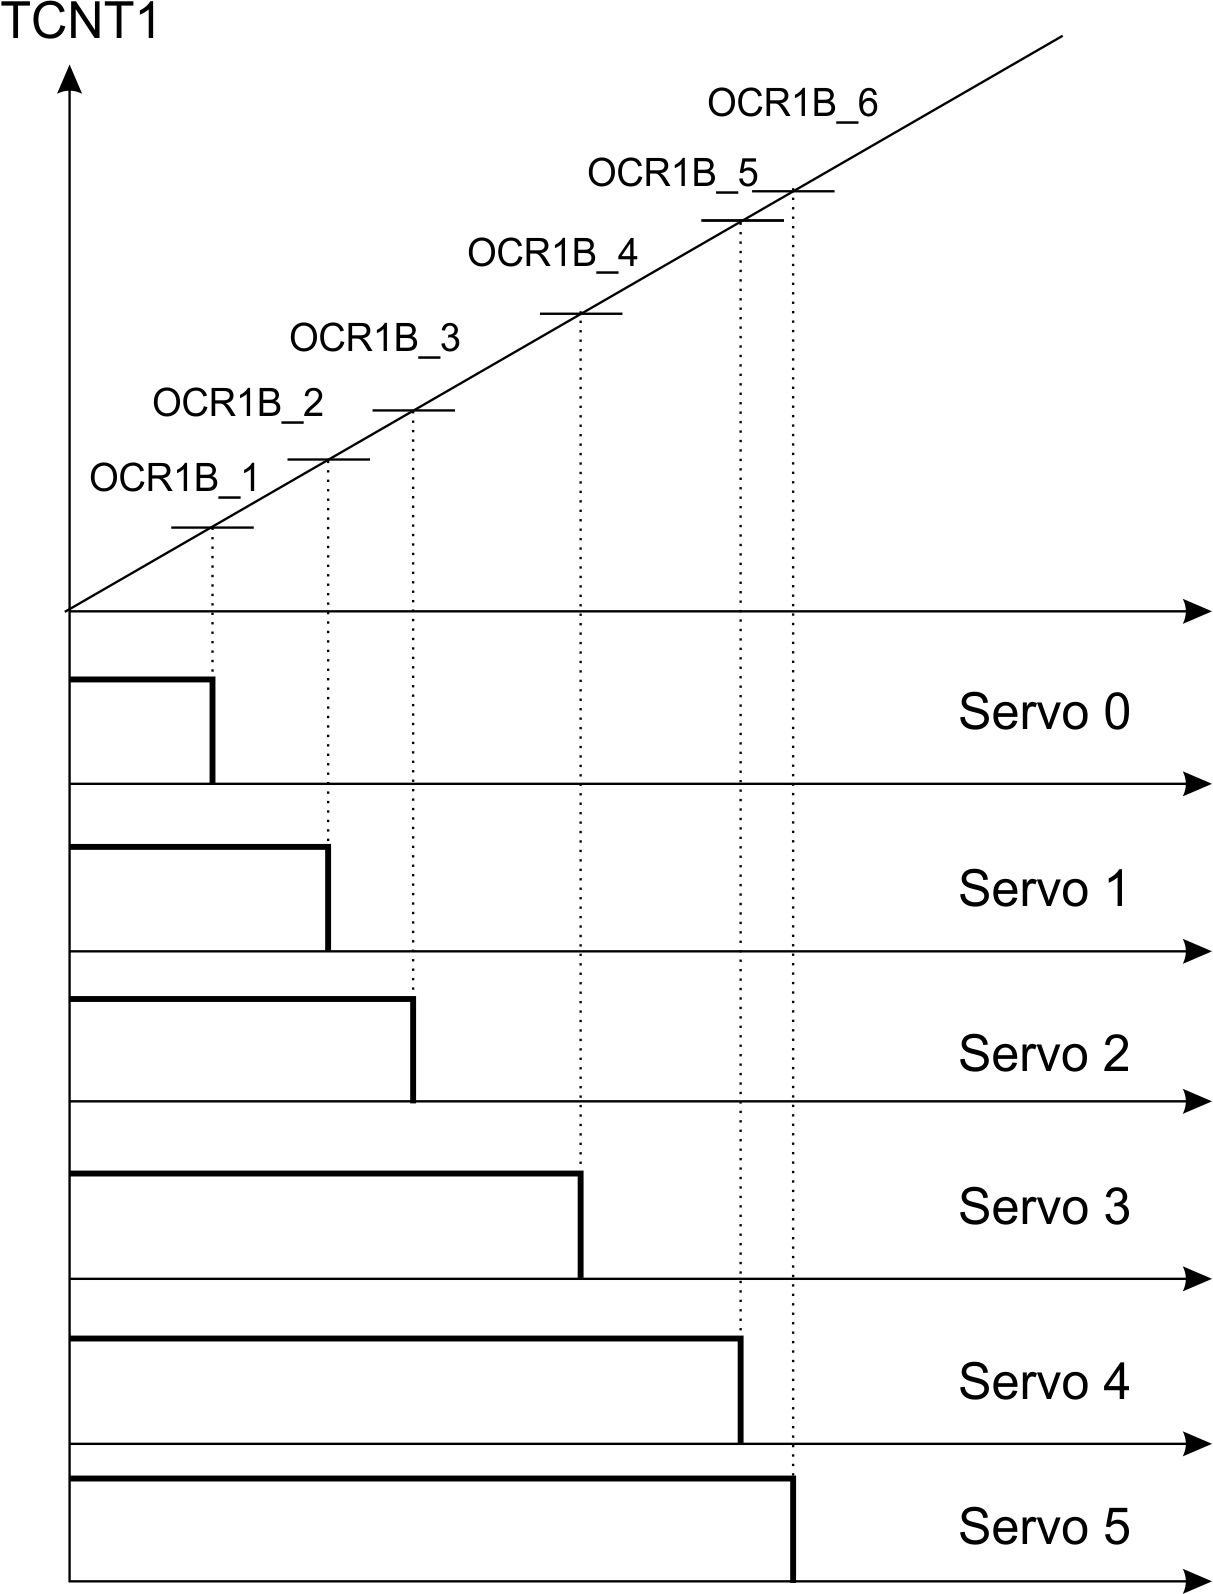 TCNT1
OCR1B_6
OCR1B_5
OCR1B_4
OCR1B_3
OCR1B_2
OCR1B_1
Servo 0
Servo 1
Servo 2
Servo 3
Servo 4
Servo 5